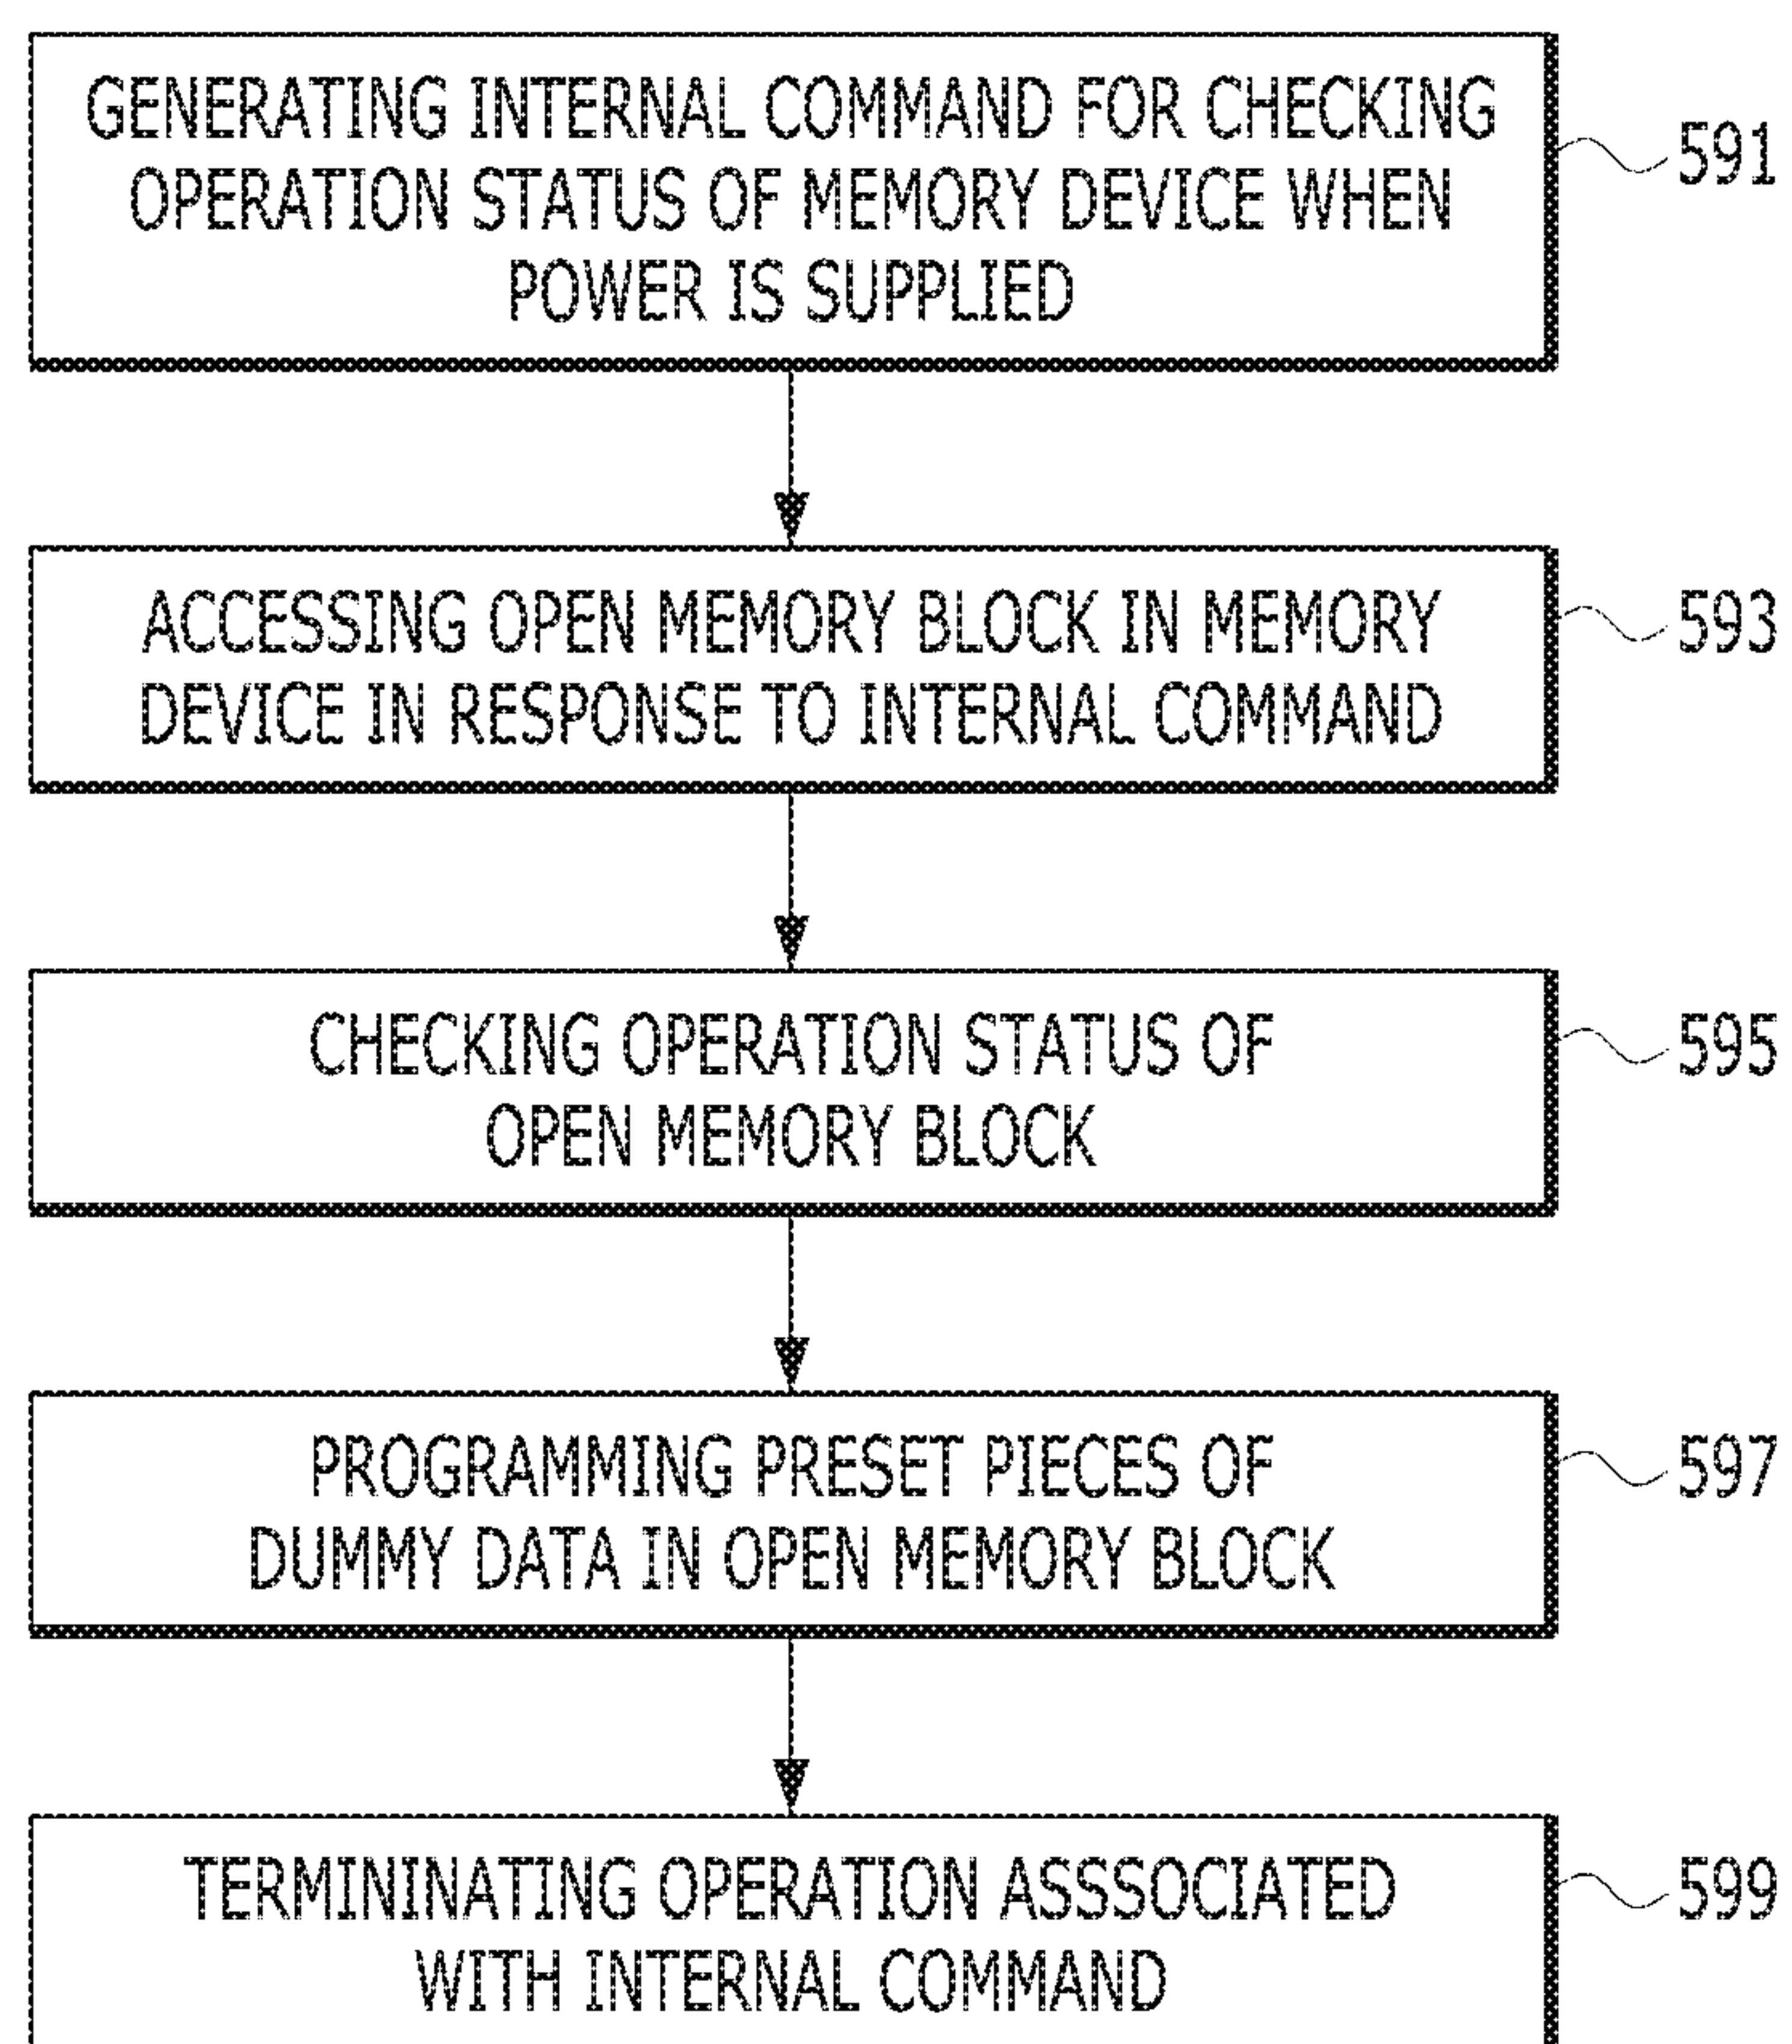 GENERATING INTERNAL COMMAND FOR CHECKING
OPERATION STATUS OF MEMORY DEVICE WHEN
POWER IS SUPPLIED
591
ACCESSING OPEN MEMORY BLOCK IN MEMORY
DEVICE IN RESPONSE TO INTERNAL COMMAND
593
CHECKING OPERATION STATUS OF
OPEN MEMORY BLOCK
595
PROGRAMMING PRESET PIECES OF
DUMMY DATA IN OPEN MEMORY BLOCK
597
TERMININATING OPERATION ASSSOCIATED
WITH INTERNAL COMMAND
599